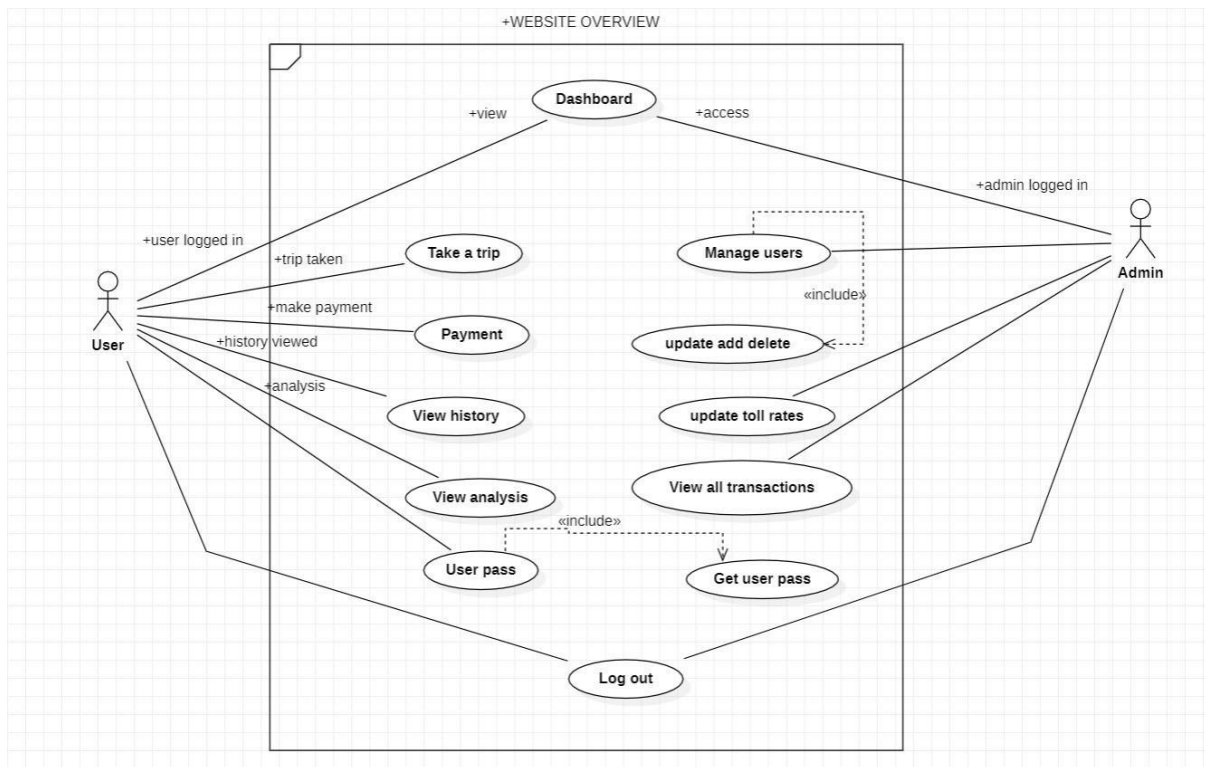 +WEBSITE OVERVIEW
Dashboard
+view
+access
+admin logged in
+user logged in
Take a trip
Manage users
+trip taken
Admin
«include»
+make payment
Payment
User
+history viewed
update add delete
+analysis
View history
update toll rates
View all transactions
View analysis
«include»
User pass
Get user pass
Log out